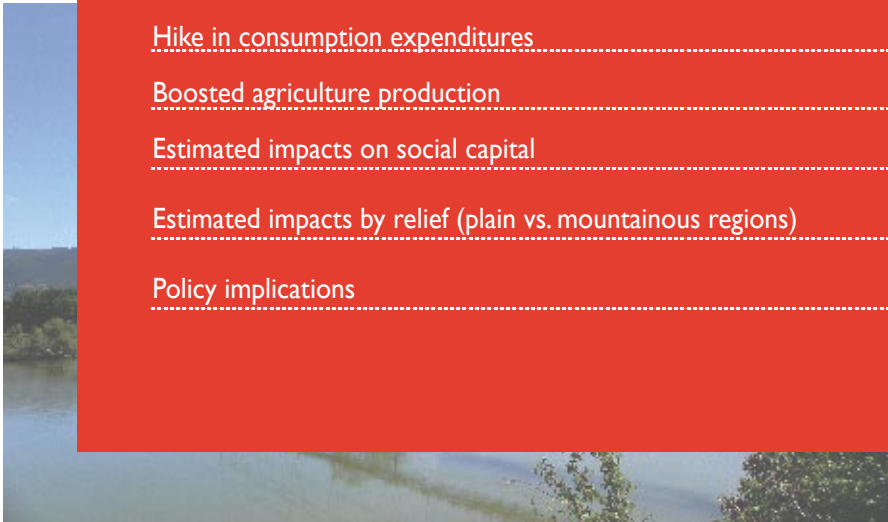 Hike in consumption expenditures
Boosted agriculture production
Estimated impacts on social capital
Estimated impacts by relief (plain vs. mountainous regions)
Policy implications